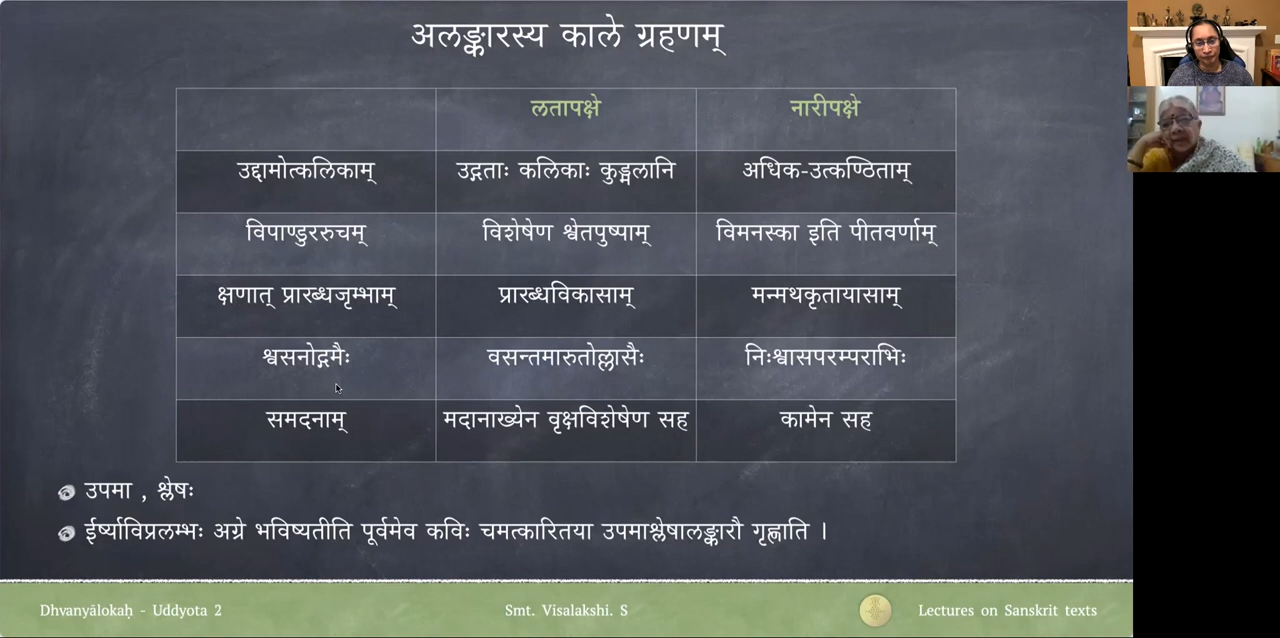 अलङ्कारस्य काले ग्रहणम्
लतापक्षे नारीपक्षे
उद्दामोत्कलिकाम् उद्गताः कलिकाः कुड्मलानि अधिक-उत्कण्ठिताम्
विपाण्डुररुचम् विशेषेण श्वेतपुष्पाम् विमनस्का इति पीतवर्णाम्
क्षणात् प्रारब्धजृम्भाम् प्रारब्धविकासाम् मन्मथकृतायासाम्
श्वसनोद्गमैः वसन्तमारुतोल्लासैः निःश्वासपरम्पराभिः
समदनाम् मदानाख्येन वृक्षविशेषेण सह कामेन सह
उपमा , श्लेषः
ईर्ष्याविप्रलम्भः अग्रे भविष्यतीति पूर्वमेव कविः चमत्कारितया उपमाश्लेषालङ्कारौ गृह्णाति ।
Dhvanyālokaḥ - Uddyota 2 Smt. Visalakshi. S Lectures on Sanskrit texts